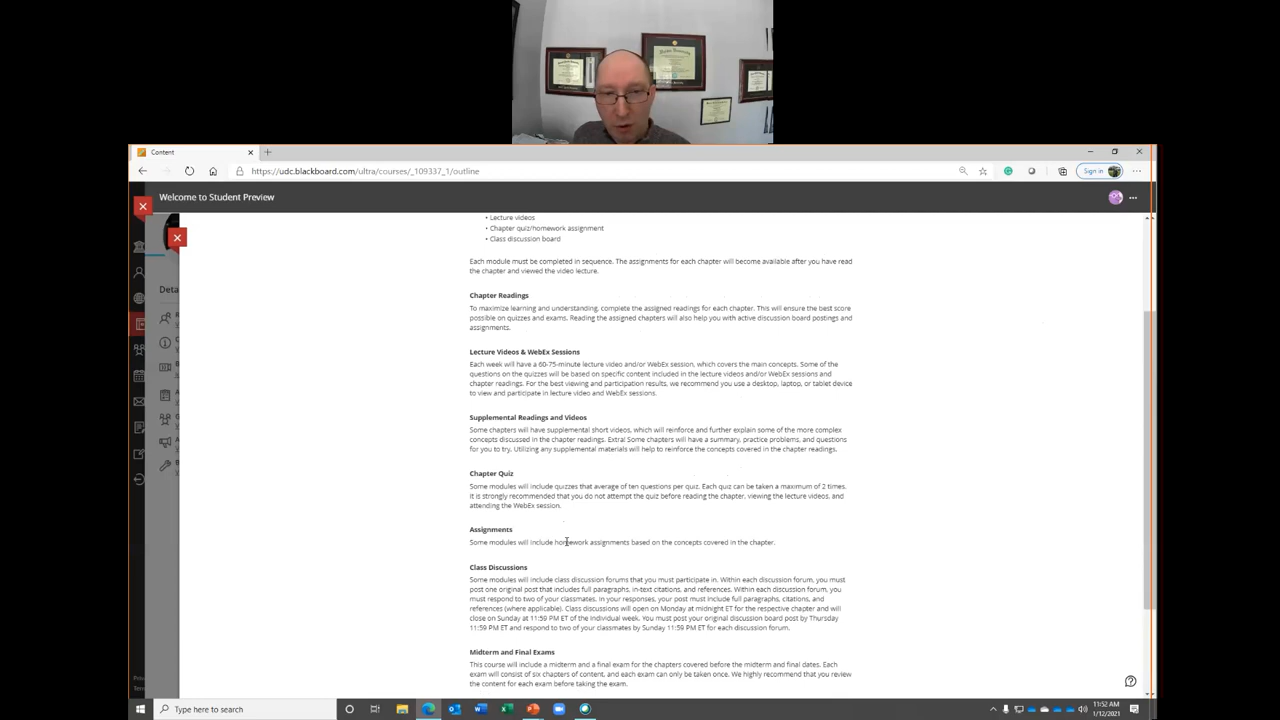 Content
https://udc.blackboard.com/ultra/courses/_109337_1/outline
Sign in
Welcome to Student Preview
• Lecture videos
• Chapter quiz/homework assignment
• Class discussion board
Each module must be completed in sequence. The assignments for each chapter will become available after you have read
the chapter and viewed the video lecture.
Chapter Readings
To maximize learning and understanding, complete the assigned readings for each chapter. This will ensure the best score
possible on quizzes and exams. Reading the assigned chapters will also help you with active discussion board postings and
assignments.
Lecture Videos & WebEx Sessions
Each week will have a 60-75-minute lecture video and/or WebEx session, which covers the main concepts. Some of the
questions on the quizzes will be based on specific content included in the lecture videos and/or WebEx sessions and
chapter readings. For the best viewing and participation results, we recommend you use a desktop, laptop, or tablet device
to view and participate in lecture video and WebEx sessions.
Supplemental Readings and Videos
Some chapters will have supplemental short videos, which will reinforce and further explain some of the more complex
concepts discussed in the chapter readings. Extra! Some chapters will have a summary, practice problems, and questions
for you to try. Utilizing any supplemental materials will help to reinforce the concepts covered in the chapter readings.
Chapter Quiz
Some modules will include quizzes that average of ten questions per quiz. Each quiz can be taken a maximum of 2 times.
It is strongly recommended that you do not attempt the quiz before reading the chapter, viewing the lecture videos, and
attending the WebEx session.
Assignments
Some modules will include homework assignments based on the concepts covered in the chapter.
Class Discussions
Some modules will include class discussion forums that you must participate in. Within each discussion forum, you must
post one original post that includes full paragraphs, in-text citations, and references. Within each discussion forum, you
must respond to two of your classmates. In your responses, your post must include full paragraphs, citations, and
references (where applicable). Class discussions will open on Monday at midnight ET for the respective chapter and will
close on Sunday at 11:59 PM ET of the individual week. You must post your original discussion board post by Thursday
11:59 PM ET and respond to two of your classmates by Sunday 11:59 PM ET for each discussion forum.
Midterm and Final Exams
This course will include a midterm and a final exam for the chapters covered before the midterm and final dates. Each
exam will consist of six chapters of content, and each exam can only be taken once. We highly recommend that you review
the content for each exam before taking the exam.
Deta
Type here to search
11:52 AM
1/12/2021